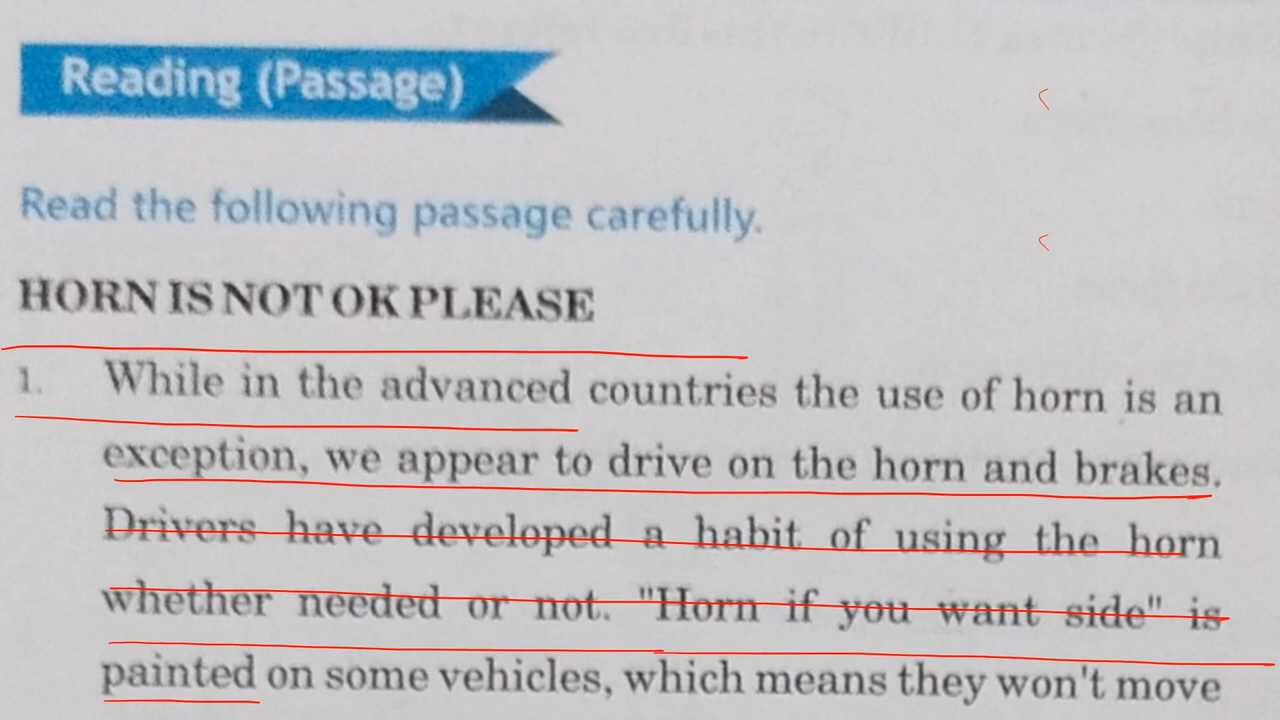 Reading (Passage)
Read the following passage carefully.
HORN IS NOT OK PLEASE
1. While in the advanced countries the use of horn is an
exception, we appear to drive on the horn and brakes.
Drivers have developed a habit of using the horn
whether needed or not. "Horn if you want side" is
painted on some vehicles, which means they won't move